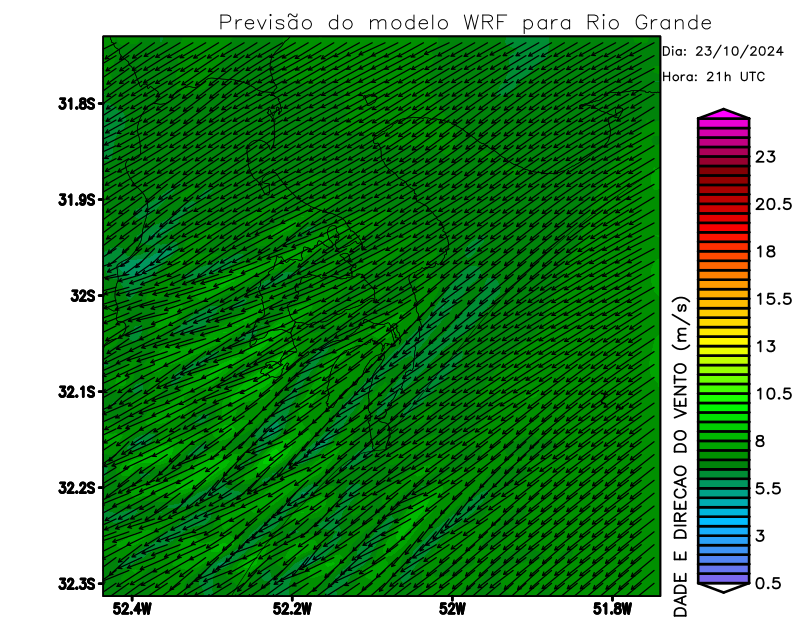 Previsão do modelo WRF para Rio Grande
Dia: 23/10/2024
Hora: 21h UTC
31.8S
31.9S
32S
32.1S
32.2S
32.3S
52.4W
52.2W
52W
51.8W
23
20.5
18
15.5
13
10.5
8
5.5
3
0.5
DADE E DIRECAO DO VENTO (m/s)